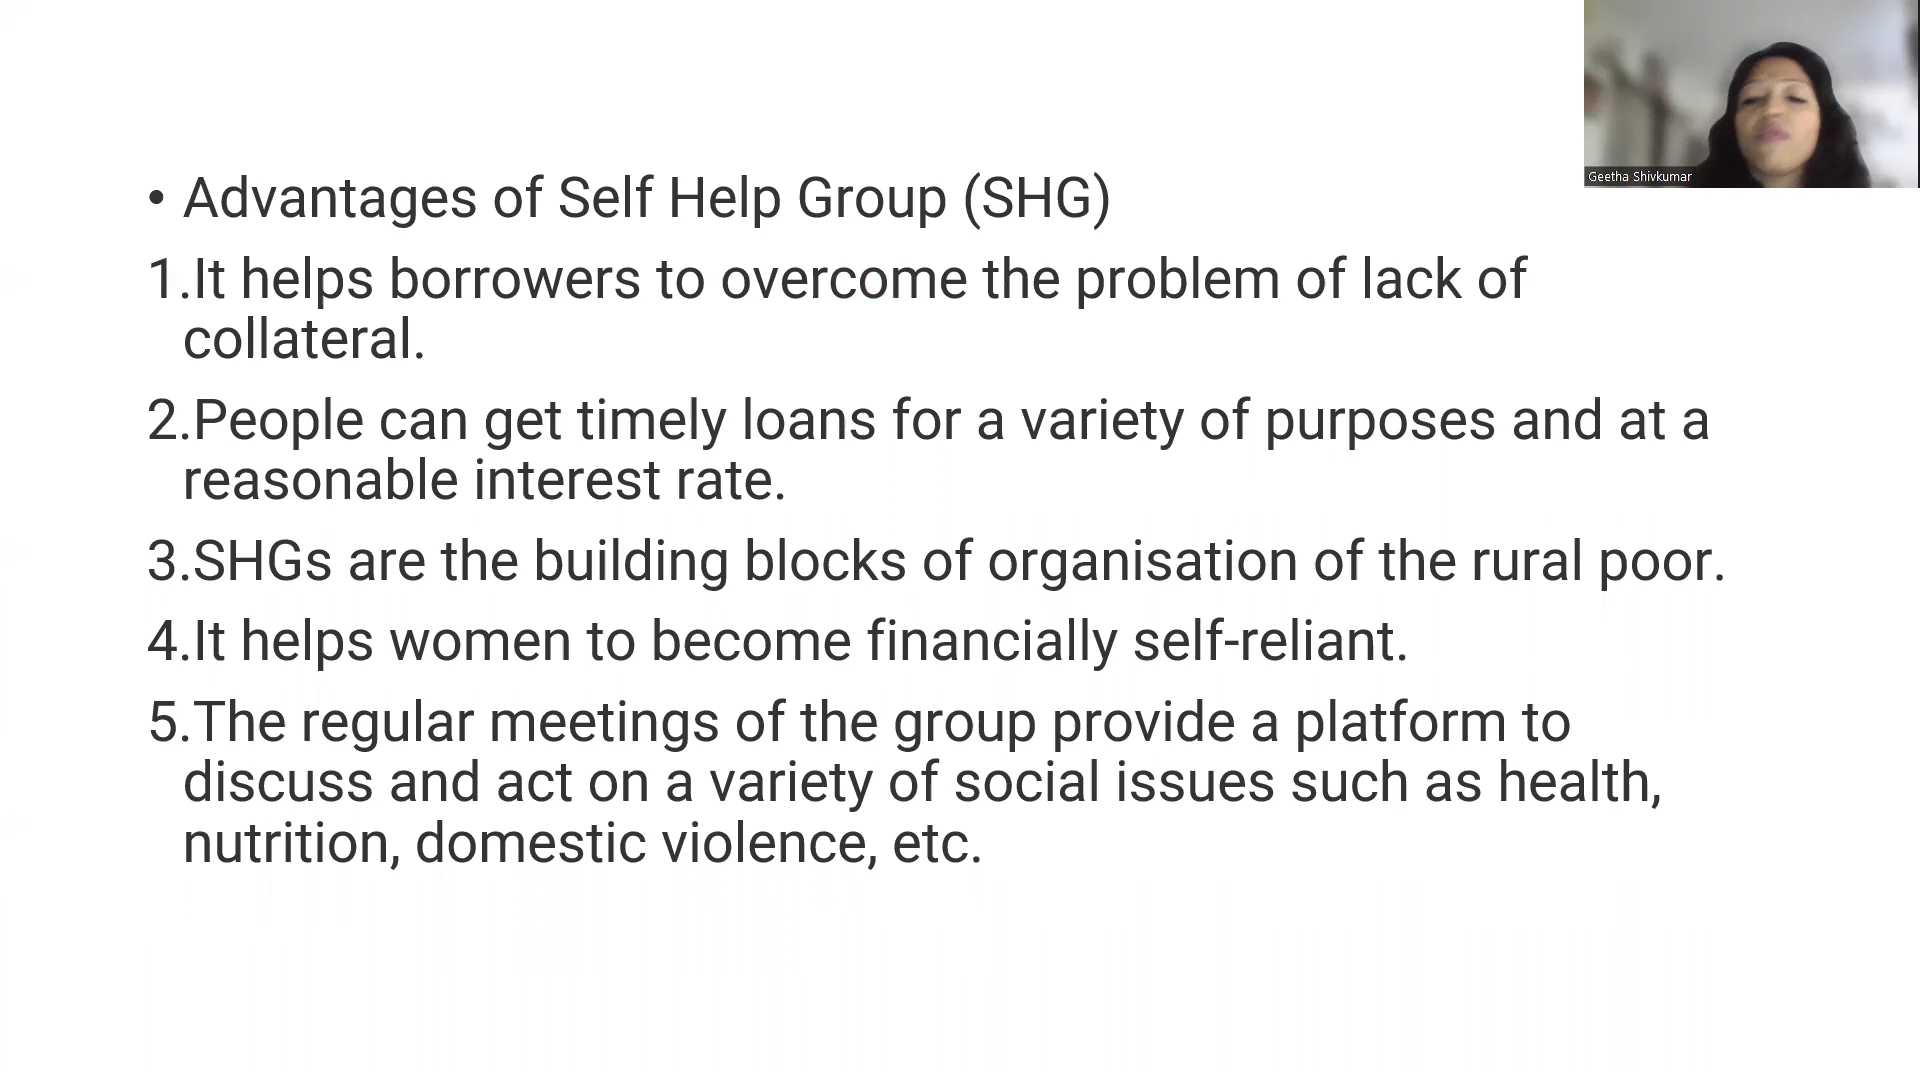 • Advantages of Self Help Group (SHG)
1.It helps borrowers to overcome the problem of lack of
collateral.
2.People can get timely loans for a variety of purposes and at a
reasonable interest rate.
3.SHGs are the building blocks of organisation of the rural poor.
4.It helps women to become financially self-reliant.
5.The regular meetings of the group provide a platform to
discuss and act on a variety of social issues such as health,
nutrition, domestic violence, etc.
Geetha Shivkumar